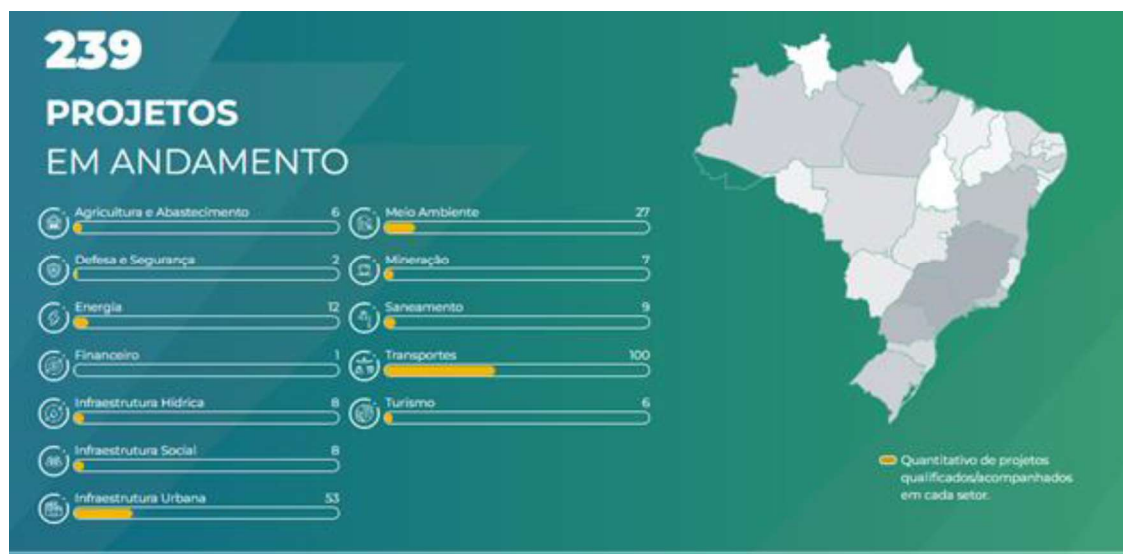 239
PROJETOS
EM ANDAMENTO
Agricultura e Abastecimento 6
Defesa e Segurança 2
Energia 12
Financeiro 1
Infraestrutura Hídrica 8
Infraestrutura Social 8
Infraestrutura Urbana 53
Meio Ambiente 27
Mineração 7
Saneamento 9
Transportes 100
Turismo 6
Quantitativo de projetos
qualificados/acompanhados
em cada setor.